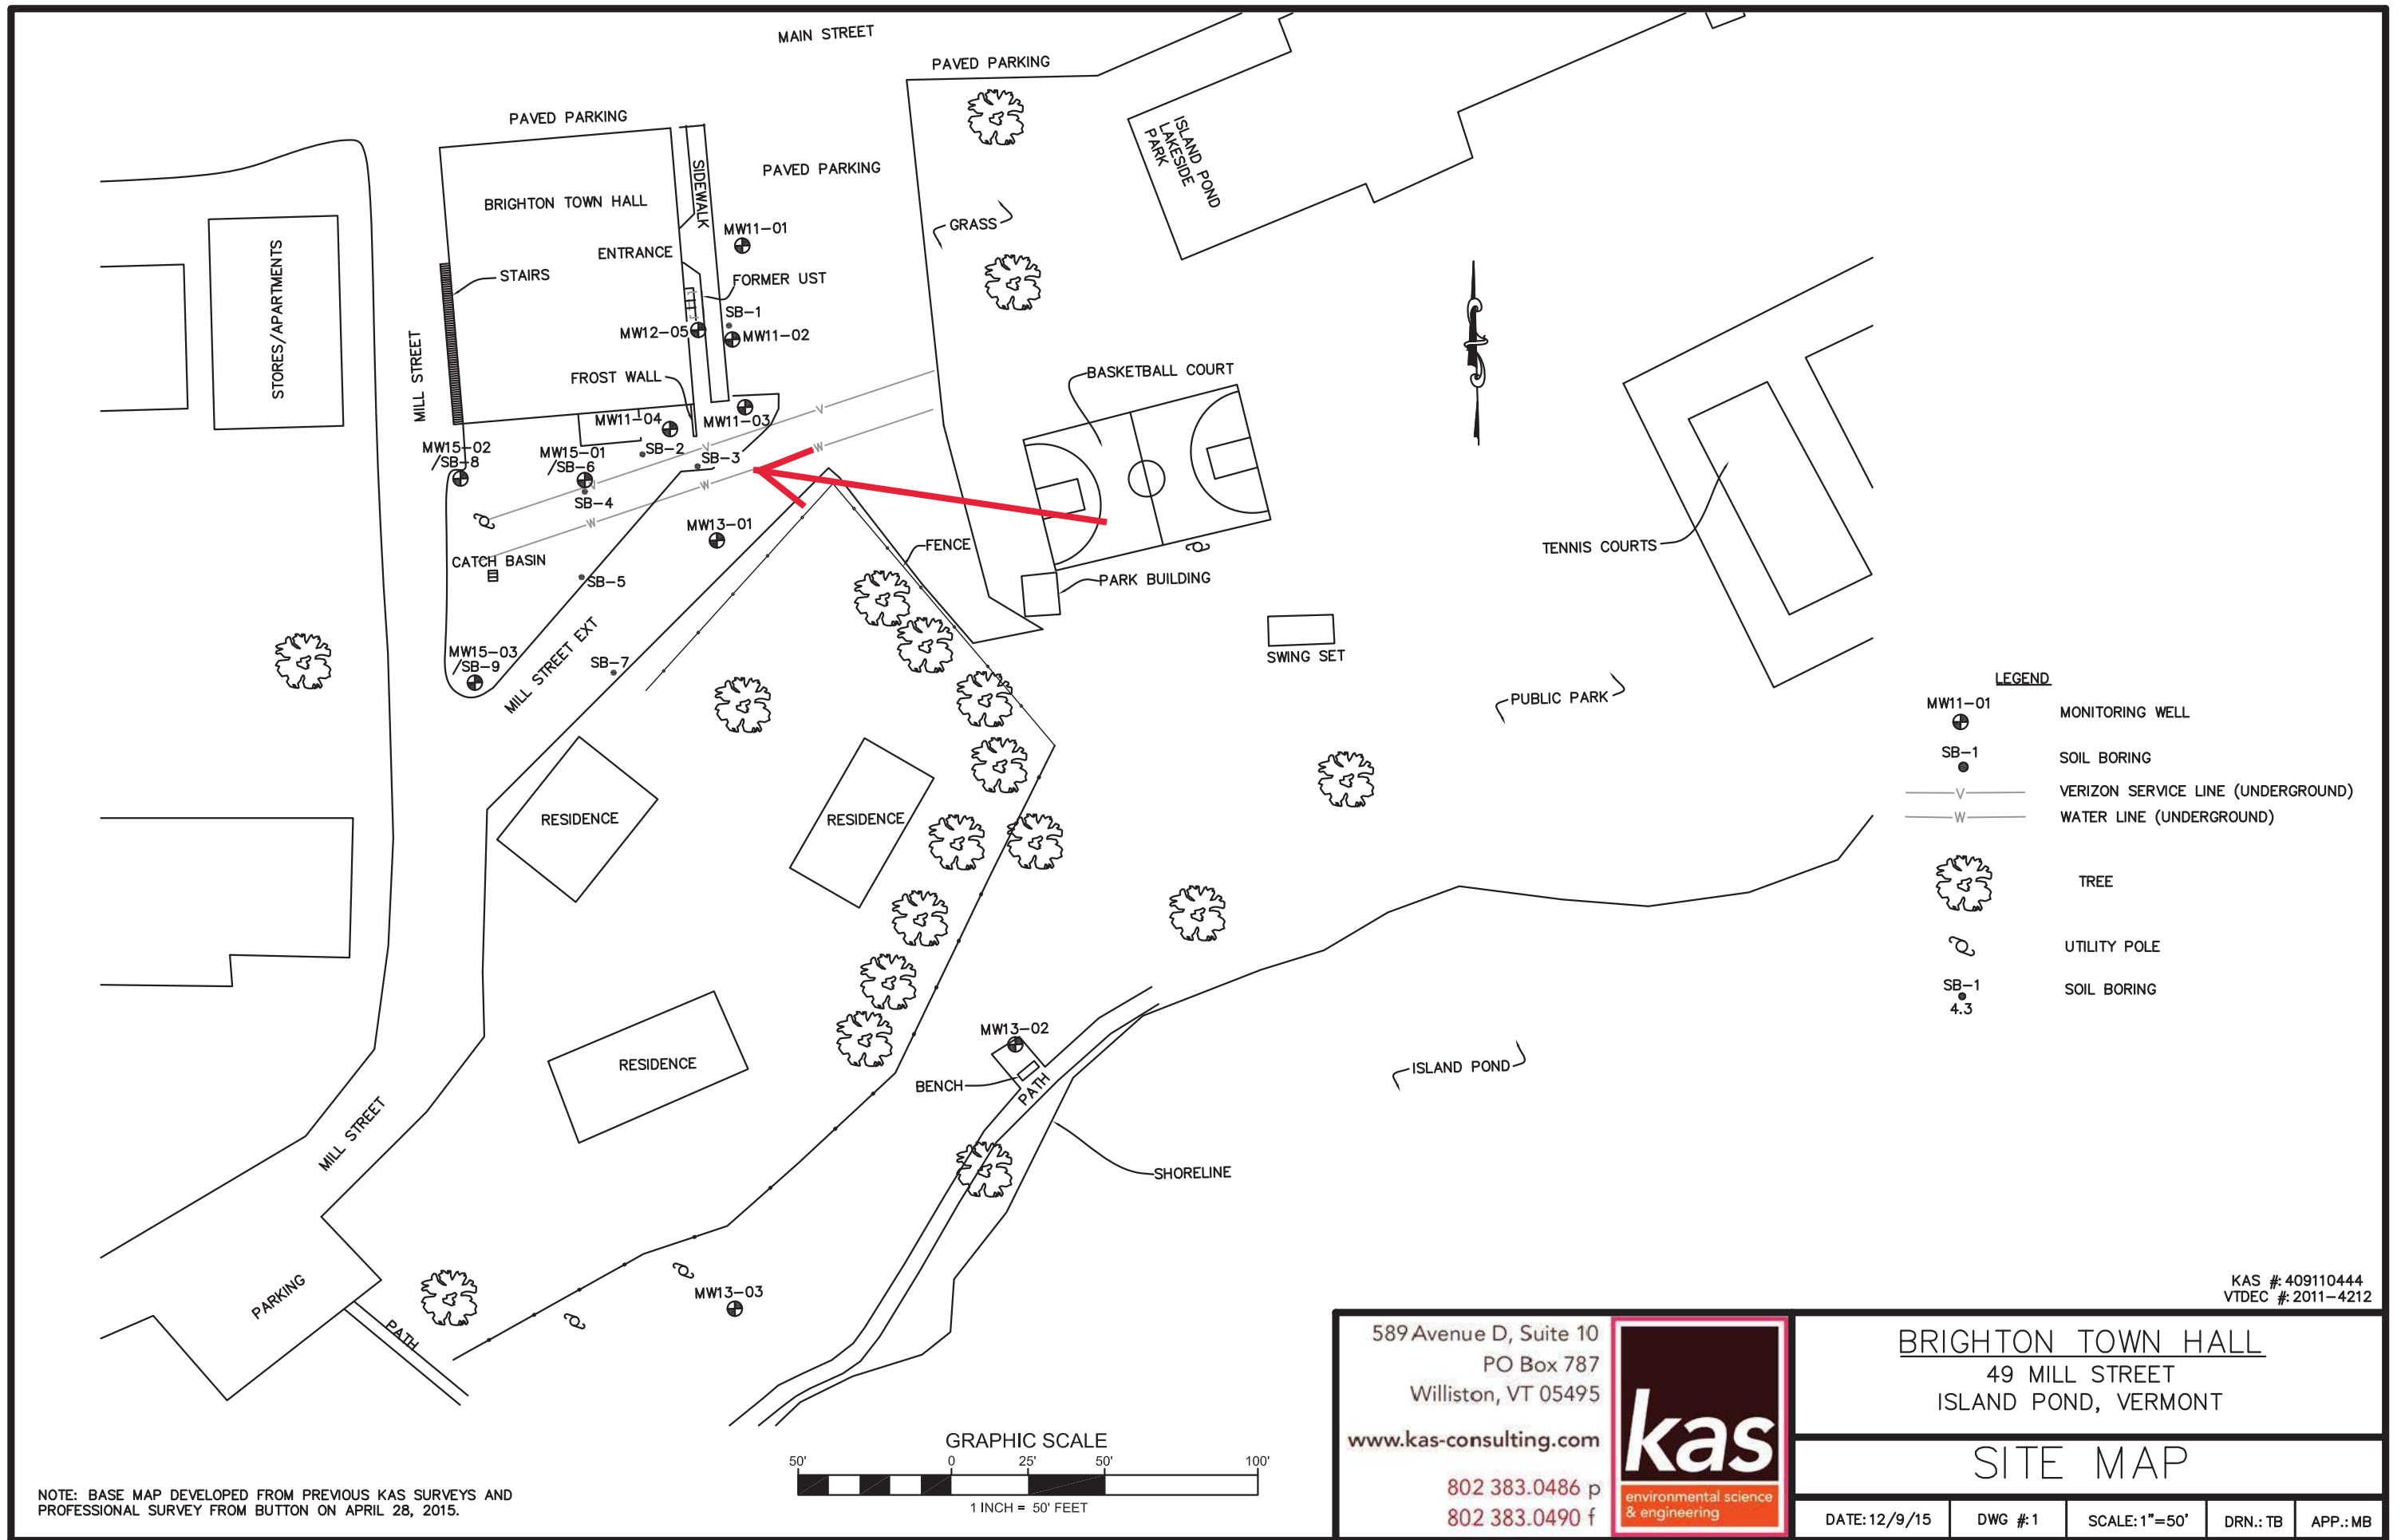 MAIN STREET
PAVED PARKING
PAVED PARKING
PAVED PARKING
ISLAND POND
LAKESIDE
PARK
SIDEWALK
BRIGHTON TOWN HALL
GRASS
MW11-01
ENTRANCE
STAIRS
FORMER UST
STORES/APARTMENTS
SB-1
MW12-05
MW11-02
MILL STREET
FROST WALL
BASKETBALL COURT
MW11-04
MW11-03
V
W
V
MW15-02
/SB-8
MW15-01
/SB-6
SB-2
SB-3
V
W
SB-4
W
MW13-01
CATCH BASIN
FENCE
TENNIS COURTS
SB-5
PARK BUILDING
MILL STREET EXT
MW15-03
/SB-9
SB-7
SWING SET
PUBLIC PARK
LEGEND
MW11-01
MONITORING WELL
SB-1
SOIL BORING
V
VERIZON SERVICE LINE (UNDERGROUND)
W
WATER LINE (UNDERGROUND)
TREE
UTILITY POLE
SB-1
4.3
SOIL BORING
RESIDENCE
RESIDENCE
RESIDENCE
MW13-02
BENCH
PATH
ISLAND POND
MILL STREET
SHORELINE
PARKING
PATH
MW13-03
KAS #: 409110444
VTDEC #: 2011-4212
GRAPHIC SCALE
50' 0 25' 50' 100'
1 INCH = 50' FEET
NOTE: BASE MAP DEVELOPED FROM PREVIOUS KAS SURVEYS AND
PROFESSIONAL SURVEY FROM BUTTON ON APRIL 28, 2015.
589 Avenue D, Suite 10
PO Box 787
Williston, VT 05495
www.kas-consulting.com
802 383.0486 p
802 383.0490 f
kas
environmental science
& engineering
BRIGHTON TOWN HALL
49 MILL STREET
ISLAND POND, VERMONT
SITE MAP
DATE: 12/9/15
DWG #: 1
SCALE: 1"=50'
DRN.: TB
APP.: MB